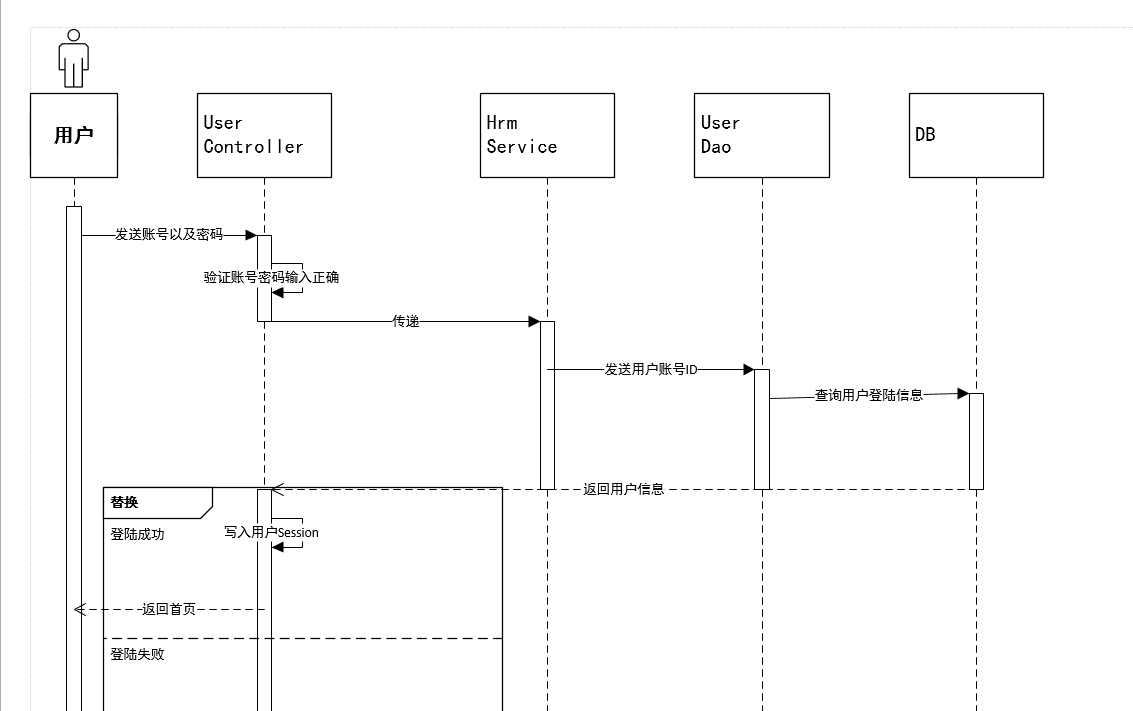 用户
User
Controller
Hrm
Service
User
Dao
DB
发送账号以及密码
验证账号密码输入正确
传递
发送用户账号ID
查询用户登陆信息
返回用户信息
替换
登陆成功
写入用户Session
返回首页
登陆失败